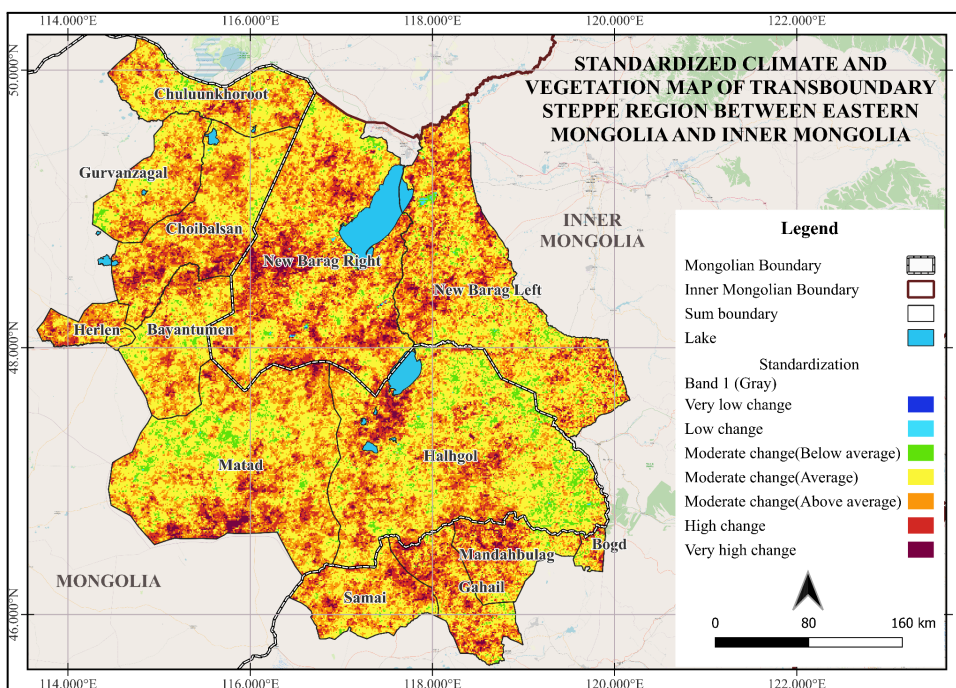 114.000°E 116.000°E 118.000°E 120.000°E 122.000°E
50.000°N
48.000°N
46.000°N
STANDARDIZED CLIMATE AND
VEGETATION MAP OF TRANSBOUNDARY
STEPPE REGION BETWEEN EASTERN
MONGOLIA AND INNER MONGOLIA
Chuluunkhoroot
Gurvanzagal
Choibalsan
INNER
MONGOLIA
New Barag Right
New Barag Left
Herlen
Bayantumen
Matad
Halhgol
Bogd
Mandahbulag
Gahail
Samai
MONGOLIA
Legend
Mongolian Boundary
Inner Mongolian Boundary
Sum boundary
Lake
Standardization
Band 1 (Gray)
Very low change
Low change
Moderate change(Below average)
Moderate change(Average)
Moderate change(Above average)
High change
Very high change
0 80 160 km
114.000°E 116.000°E 118.000°E 120.000°E 122.000°E